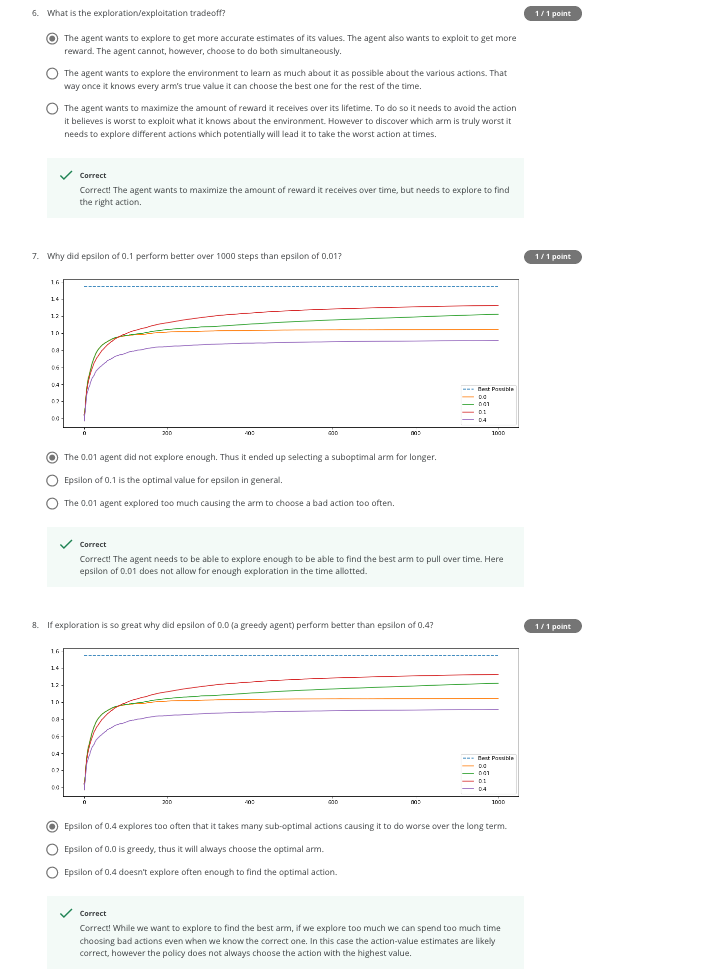 6. What is the exploration/exploitation tradeoff?
1 / 1 point
The agent wants to explore to get more accurate estimates of its values. The agent also wants to exploit to get more
reward. The agent cannot, however, choose to do both simultaneously.
The agent wants to explore the environment to learn as much about it as possible about the various actions. That
way once it knows every arm's true value it can choose the best one for the rest of the time.
The agent wants to maximize the amount of reward it receives over its lifetime. To do so it needs to avoid the action
it believes is worst to exploit what it knows about the environment. However to discover which arm is truly worst it
needs to explore different actions which potentially will lead it to take the worst action at times.
Correct
Correct! The agent wants to maximize the amount of reward it receives over time, but needs to explore to find
the right action.
7. Why did epsilon of 0.1 perform better over 1000 steps than epsilon of 0.01?
1 / 1 point
1.6
1.4
1.2
1.0
0.8
0.6
0.4
0.2
0.0
Best Possible
0.0
0.01
0.1
0.4
0 200 400 600 800 1000
The 0.01 agent did not explore enough. Thus it ended up selecting a suboptimal arm for longer.
Epsilon of 0.1 is the optimal value for epsilon in general.
The 0.01 agent explored too much causing the arm to choose a bad action too often.
Correct
Correct! The agent needs to be able to explore enough to be able to find the best arm to pull over time. Here
epsilon of 0.01 does not allow for enough exploration in the time allotted.
8. If exploration is so great why did epsilon of 0.0 (a greedy agent) perform better than epsilon of 0.4?
1 / 1 point
1.6
1.4
1.2
1.0
0.8
0.6
0.4
0.2
0.0
Best Possible
0.0
0.01
0.1
0.4
0 200 400 600 800 1000
Epsilon of 0.4 explores too often that it takes many sub-optimal actions causing it to do worse over the long term.
Epsilon of 0.0 is greedy, thus it will always choose the optimal arm.
Epsilon of 0.4 doesn't explore often enough to find the optimal action.
Correct
Correct! While we want to explore to find the best arm, if we explore too much we can spend too much time
choosing bad actions even when we know the correct one. In this case the action-value estimates are likely
correct, however the policy does not always choose the action with the highest value.